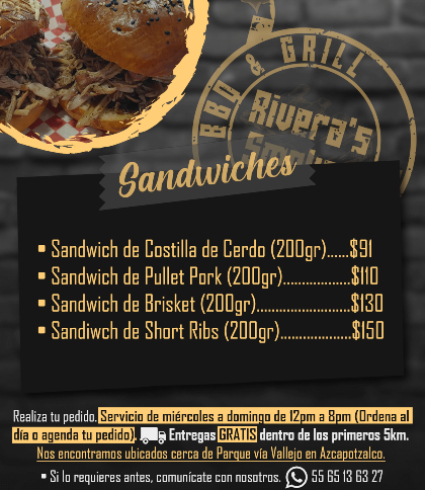 BBQ & GRILL
Rivera's
Sandwiches
▪ Sandwich de Costilla de Cerdo (200gr)......$91
▪ Sandwich de Pullet Pork (200gr)..................$110
▪ Sandwich de Brisket (200gr).........................$130
▪ Sandiwch de Short Ribs (200gr)...................$150
Realiza tu pedido. Servicio de miércoles a domingo de 12pm a 8pm (Ordena al
día o agenda tu pedido). Entregas GRATIS dentro de los primeros 5km.
Nos encontramos ubicados cerca de Parque vía Vallejo en Azcapotzalco.
• Si lo requieres antes, comunícate con nosotros. 55 65 13 63 27